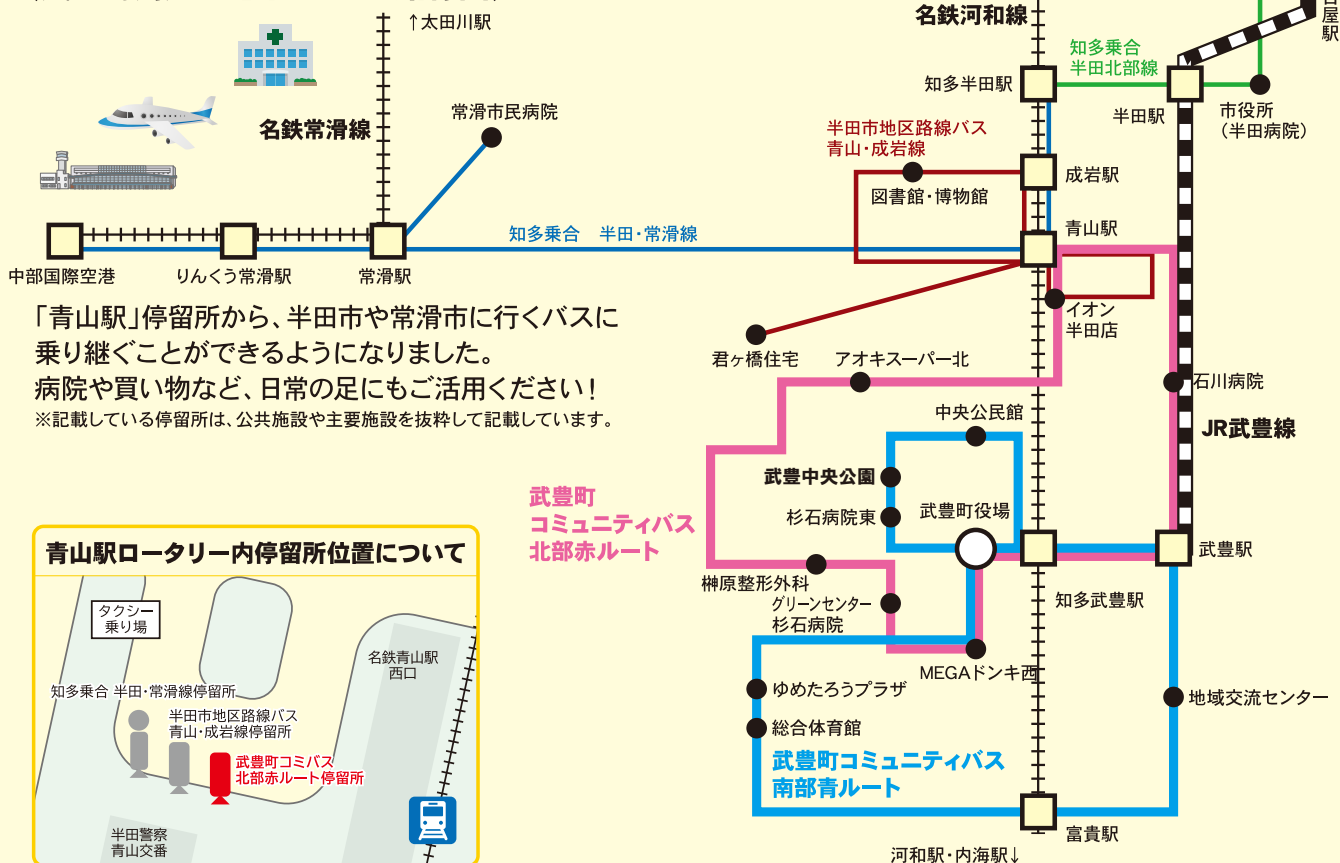 ↑太田川駅
名鉄河和線
屋駅
知多乗合
半田北部線
知多半田駅
半田駅
市役所
（半田病院）
常滑市民病院
名鉄常滑線
半田市地区路線バス
青山・成岩線
図書館・博物館
成岩駅
青山駅
知多乗合　半田・常滑線
中部国際空港
りんくう常滑駅
常滑駅
「青山駅」停留所から、半田市や常滑市に行くバスに
乗り継ぐことができるようになりました。
病院や買い物など、日常の足にもご活用ください！
※記載している停留所は、公共施設や主要施設を抜粋して記載しています。
イオン
半田店
君ヶ橋住宅
アオキスーパー北
石川病院
中央公民館
JR武豊線
武豊中央公園
武豊町
コミュニティバス
北部赤ルート
杉石病院東
武豊町役場
武豊駅
榊原整形外科
グリーンセンター
杉石病院
知多武豊駅
MEGAドンキ西
ゆめたろうプラザ
地域交流センター
総合体育館
武豊町コミュニティバス
南部青ルート
富貴駅
河和駅・内海駅↓
青山駅ロータリー内停留所位置について
タクシー
乗り場
名鉄青山駅
西口
知多乗合 半田・常滑線停留所
半田市地区路線バス
青山・成岩線停留所
武豊町コミバス
北部赤ルート停留所
半田警察
青山交番